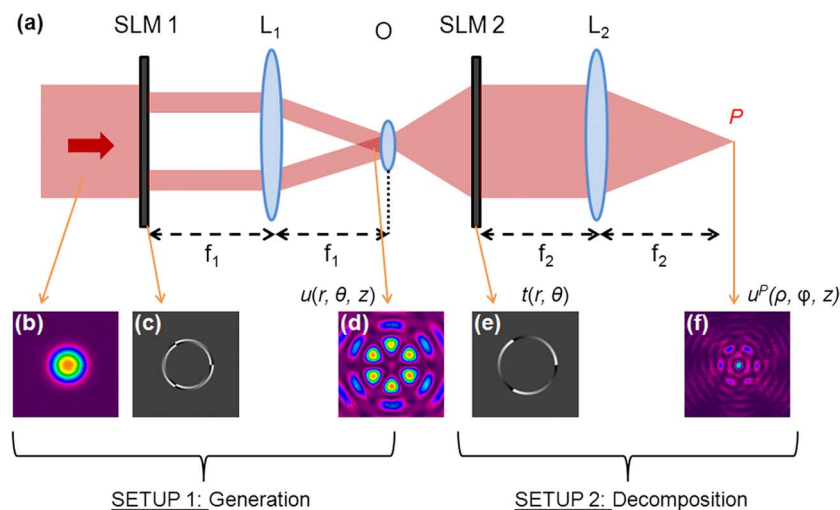 (a)
SLM 1
L₁
O
SLM 2
L₂
P
f₁
f₁
f₂
f₂
u(r, θ, z)
t(r, θ)
uᴾ(ρ, φ, z)
(b)
(c)
(d)
(e)
(f)
SETUP 1: Generation
SETUP 2: Decomposition